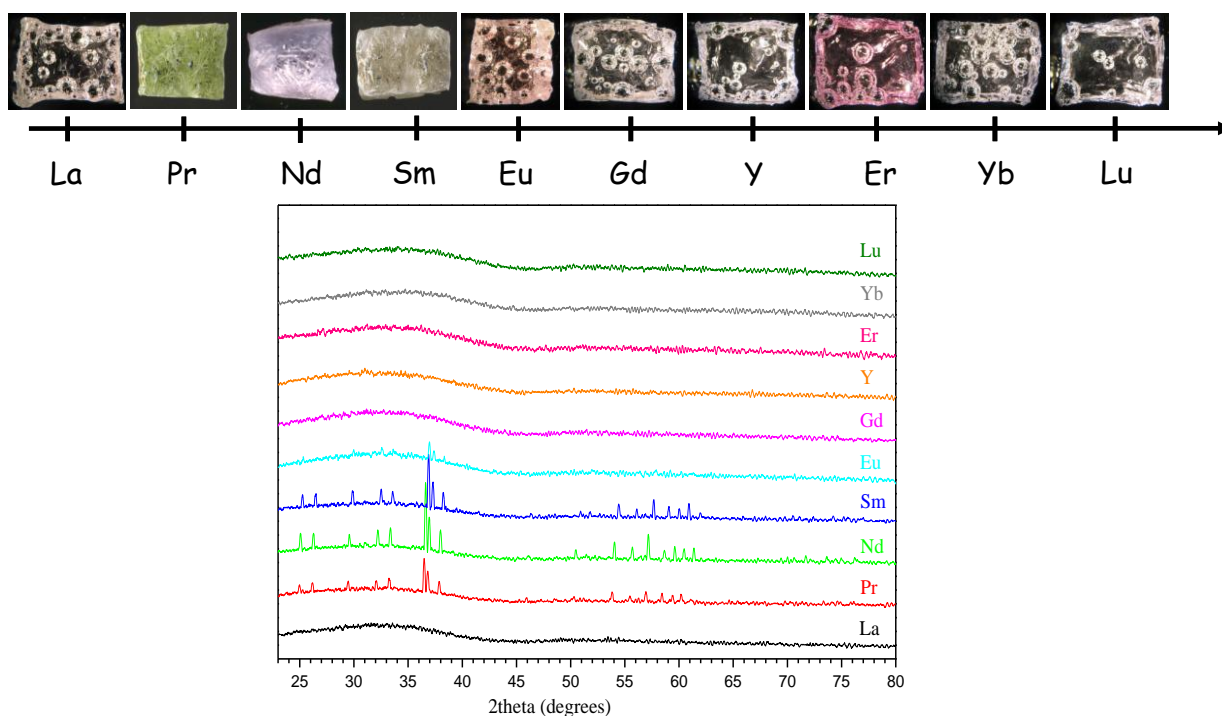 La Pr Nd Sm Eu Gd Y Er Yb Lu
Lu
Yb
Er
Y
Gd
Eu
Sm
Nd
Pr
La
25 30 35 40 45 50 55 60 65 70 75 80
2theta (degrees)